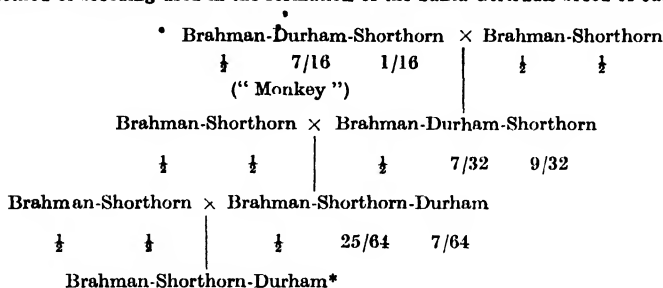 Brahman-Durham-Shorthorn × Brahman-Shorthorn
½ 7/16 1/16 ½ ½
(“ Monkey ”)
Brahman-Shorthorn × Brahman-Durham-Shorthorn
½ ½ ½ 7/32 9/32
Brahman-Shorthorn × Brahman-Shorthorn-Durham
½ ½ ½ 25/64 7/64
Brahman-Shorthorn-Durham*